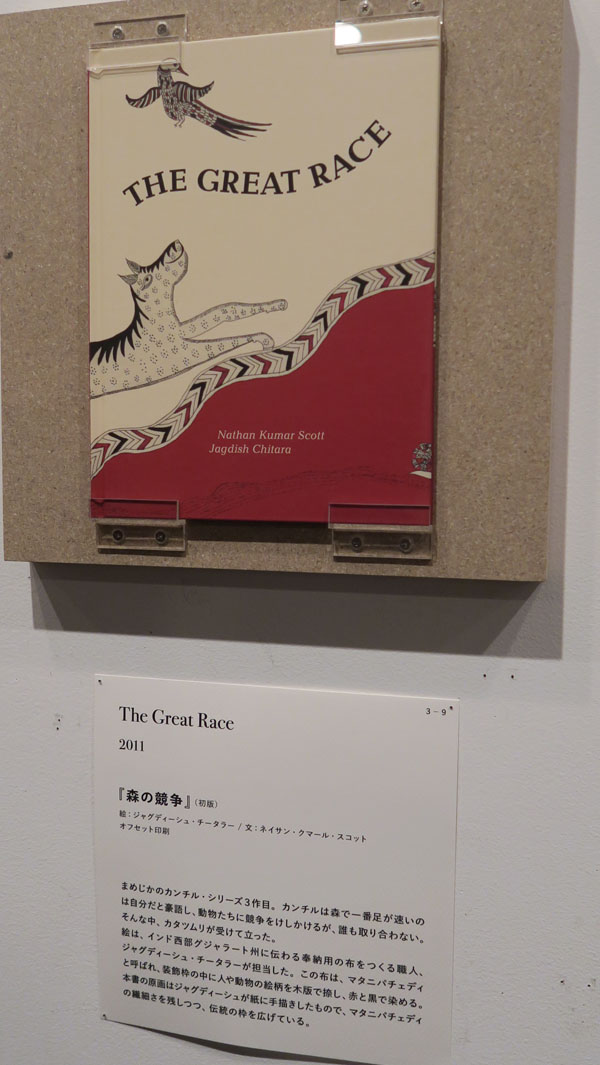 THE GREAT RACE
Nathan Kumar Scott
Jagdish Chitara
The Great Race
3 – 9
2011
『森の競争』（初版）
絵：ジャグディーシュ・チータラー / 文：ネイサン・クマール・スコット
オフセット印刷
まめじかのカンチル・シリーズ３作目。カンチルは森で一番足が速いの
は自分だと豪語し、動物たちに競争をけしかけるが、誰も取り合わない。
そんな中、カタツムリが受けて立った。
絵は、インド西部グジャラート州に伝わる奉納用の布をつくる職人、
ジャグディーシュ・チータラーが担当した。この布は、マタニパチェディ
と呼ばれ、装飾枠の中に人や動物の絵柄を木版で捺し、赤と黒で染める。
本書の原画はジャグディーシュが紙に手描きしたもので、マタニパチェディ
の繊細さを残しつつ、伝統の枠を広げている。